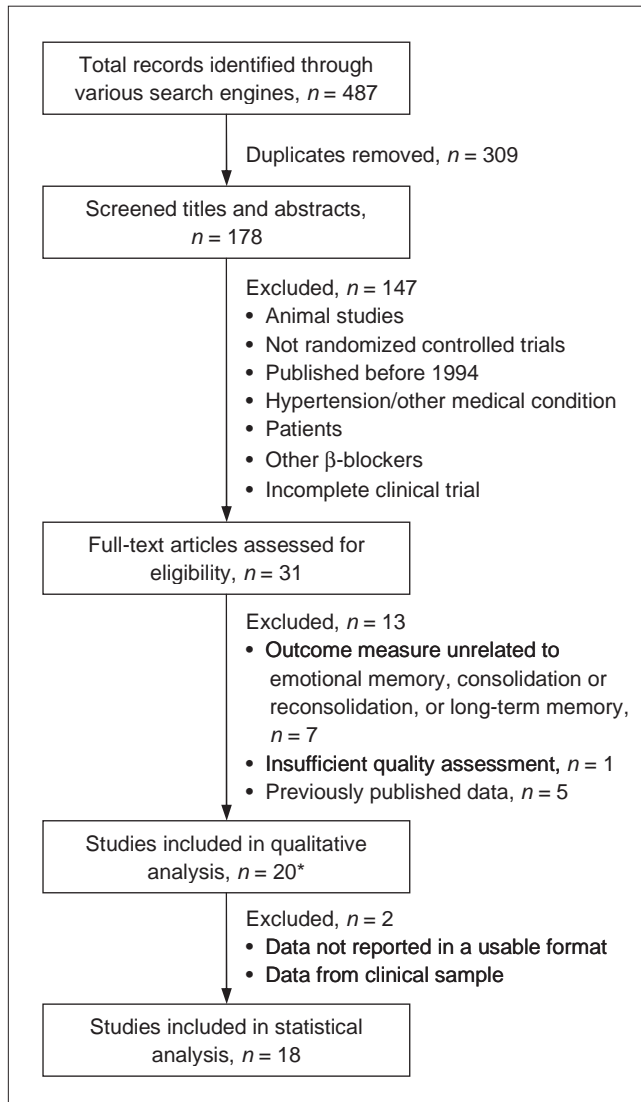 Total records identified through
various search engines, n = 487
Duplicates removed, n = 309
Screened titles and abstracts,
n = 178
Excluded, n = 147
• Animal studies
• Not randomized controlled trials
• Published before 1994
• Hypertension/other medical condition
• Patients
• Other β-blockers
• Incomplete clinical trial
Full-text articles assessed for
eligibility, n = 31
Excluded, n = 13
• Outcome measure unrelated to
emotional memory, consolidation or
reconsolidation, or long-term memory,
n = 7
• Insufficient quality assessment, n = 1
• Previously published data, n = 5
Studies included in qualitative
analysis, n = 20*
Excluded, n = 2
• Data not reported in a usable format
• Data from clinical sample
Studies included in statistical
analysis, n = 18